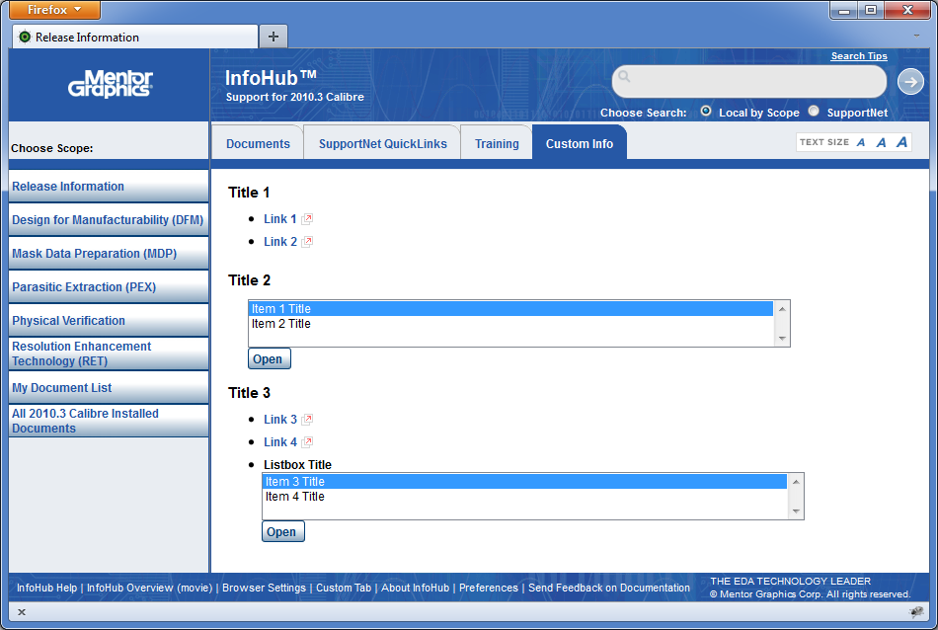 Firefox
Release Information
Mentor
Graphics
InfoHub™
Support for 2010.3 Calibre
Search Tips
Choose Search: Local by Scope SupportNet
Choose Scope:
Documents SupportNet QuickLinks Training Custom Info
TEXT SIZE A A A
Release Information
Design for Manufacturability (DFM)
Mask Data Preparation (MDP)
Parasitic Extraction (PEX)
Physical Verification
Resolution Enhancement
Technology (RET)
My Document List
All 2010.3 Calibre Installed
Documents
Title 1
• Link 1
• Link 2
Title 2
Item 1 Title
Item 2 Title
Open
Title 3
• Link 3
• Link 4
• Listbox Title
Item 3 Title
Item 4 Title
Open
InfoHub Help | InfoHub Overview (movie) | Browser Settings | Custom Tab | About InfoHub | Preferences | Send Feedback on Documentation
THE EDA TECHNOLOGY LEADER
© Mentor Graphics Corp. All rights reserved.